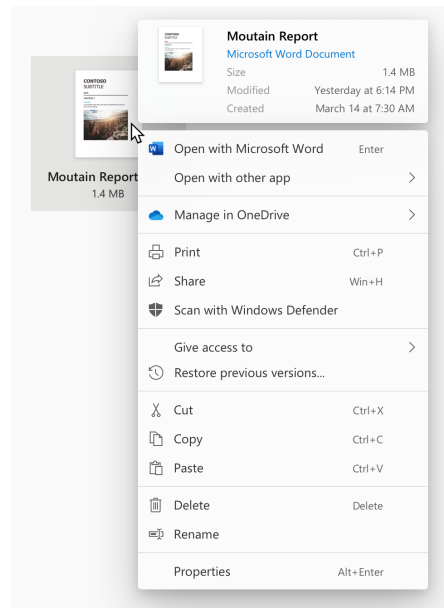 CONTOSO
SUBTITLE
Moutain Report
1.4 MB
CONTOSO
SUBTITLE
Moutain Report
Microsoft Word Document
Size 1.4 MB
Modified Yesterday at 6:14 PM
Created March 14 at 7:30 AM
Open with Microsoft Word Enter
Open with other app
Manage in OneDrive
Print Ctrl+P
Share Win+H
Scan with Windows Defender
Give access to
Restore previous versions...
Cut Ctrl+X
Copy Ctrl+C
Paste Ctrl+V
Delete Delete
Rename
Properties Alt+Enter